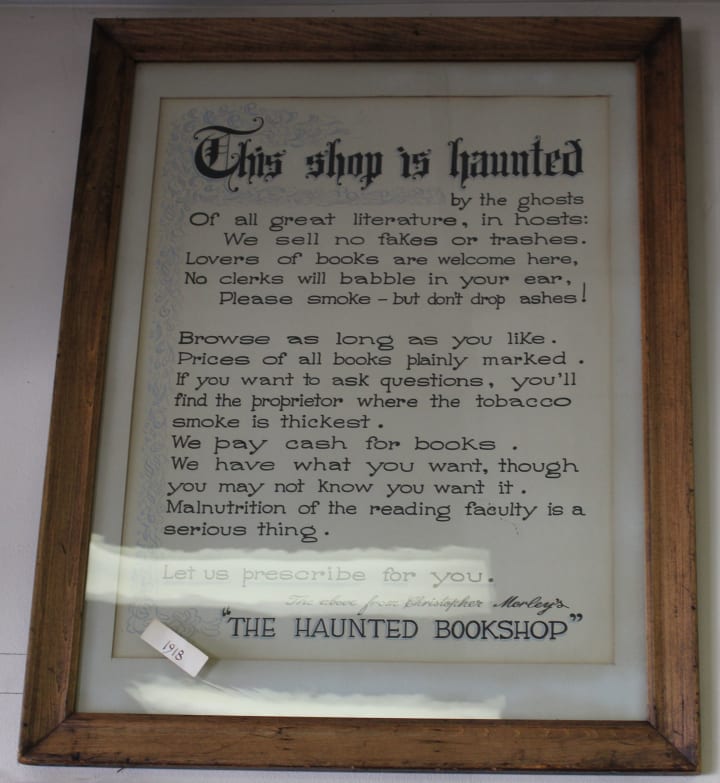 This shop is haunted
by the ghosts
Of all great literature, in hosts:
We sell no fakes or trashes.
Lovers of books are welcome here,
No clerks will babble in your ear,
Please smoke – but don't drop ashes!
Browse as long as you like.
Prices of all books plainly marked.
If you want to ask questions, you'll
find the proprietor where the tobacco
smoke is thickest.
We pay cash for books.
We have what you want, though
you may not know you want it.
Malnutrition of the reading faculty is a
serious thing.
Let us prescribe for you.
The above from Christopher Morley's
"THE HAUNTED BOOKSHOP"
1918